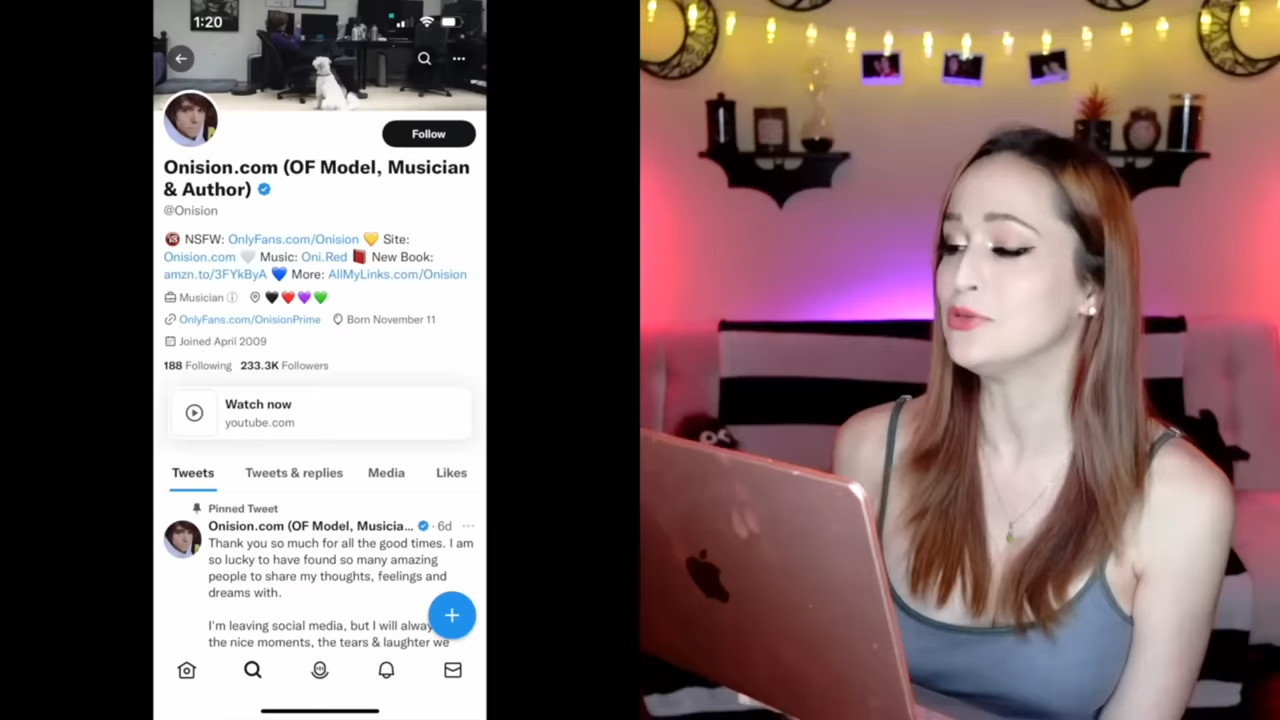 1:20
Follow
Onision.com (OF Model, Musician
& Author)
@Onision
🔞 NSFW: OnlyFans.com/Onision 💛 Site:
Onision.com 🤍 Music: Oni.Red 📕 New Book:
amzn.to/3FYkByA 💙 More: AllMyLinks.com/Onision
Musician 🖤❤️💜💚
OnlyFans.com/OnisionPrime Born November 11
Joined April 2009
188 Following 233.3K Followers
Watch now
youtube.com
Tweets Tweets & replies Media Likes
Pinned Tweet
Onision.com (OF Model, Musicia... · 6d
Thank you so much for all the good times. I am
so lucky to have found so many amazing
people to share my thoughts, feelings and
dreams with.
I'm leaving social media, but I will alway
the nice moments, the tears & laughter we